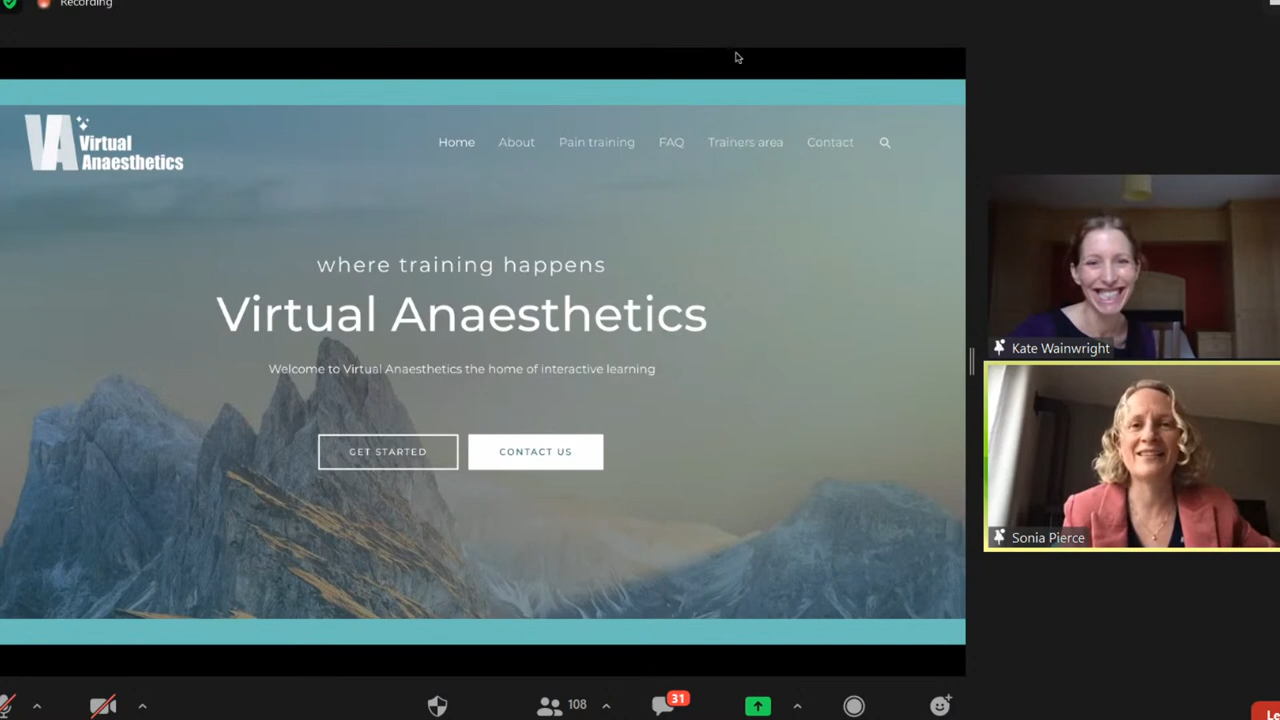 Recording
Virtual
Anaesthetics
Home About Pain training FAQ Trainers area Contact
where training happens
Virtual Anaesthetics
Welcome to Virtual Anaesthetics the home of interactive learning
GET STARTED CONTACT US
Kate Wainwright
Sonia Pierce
108
31